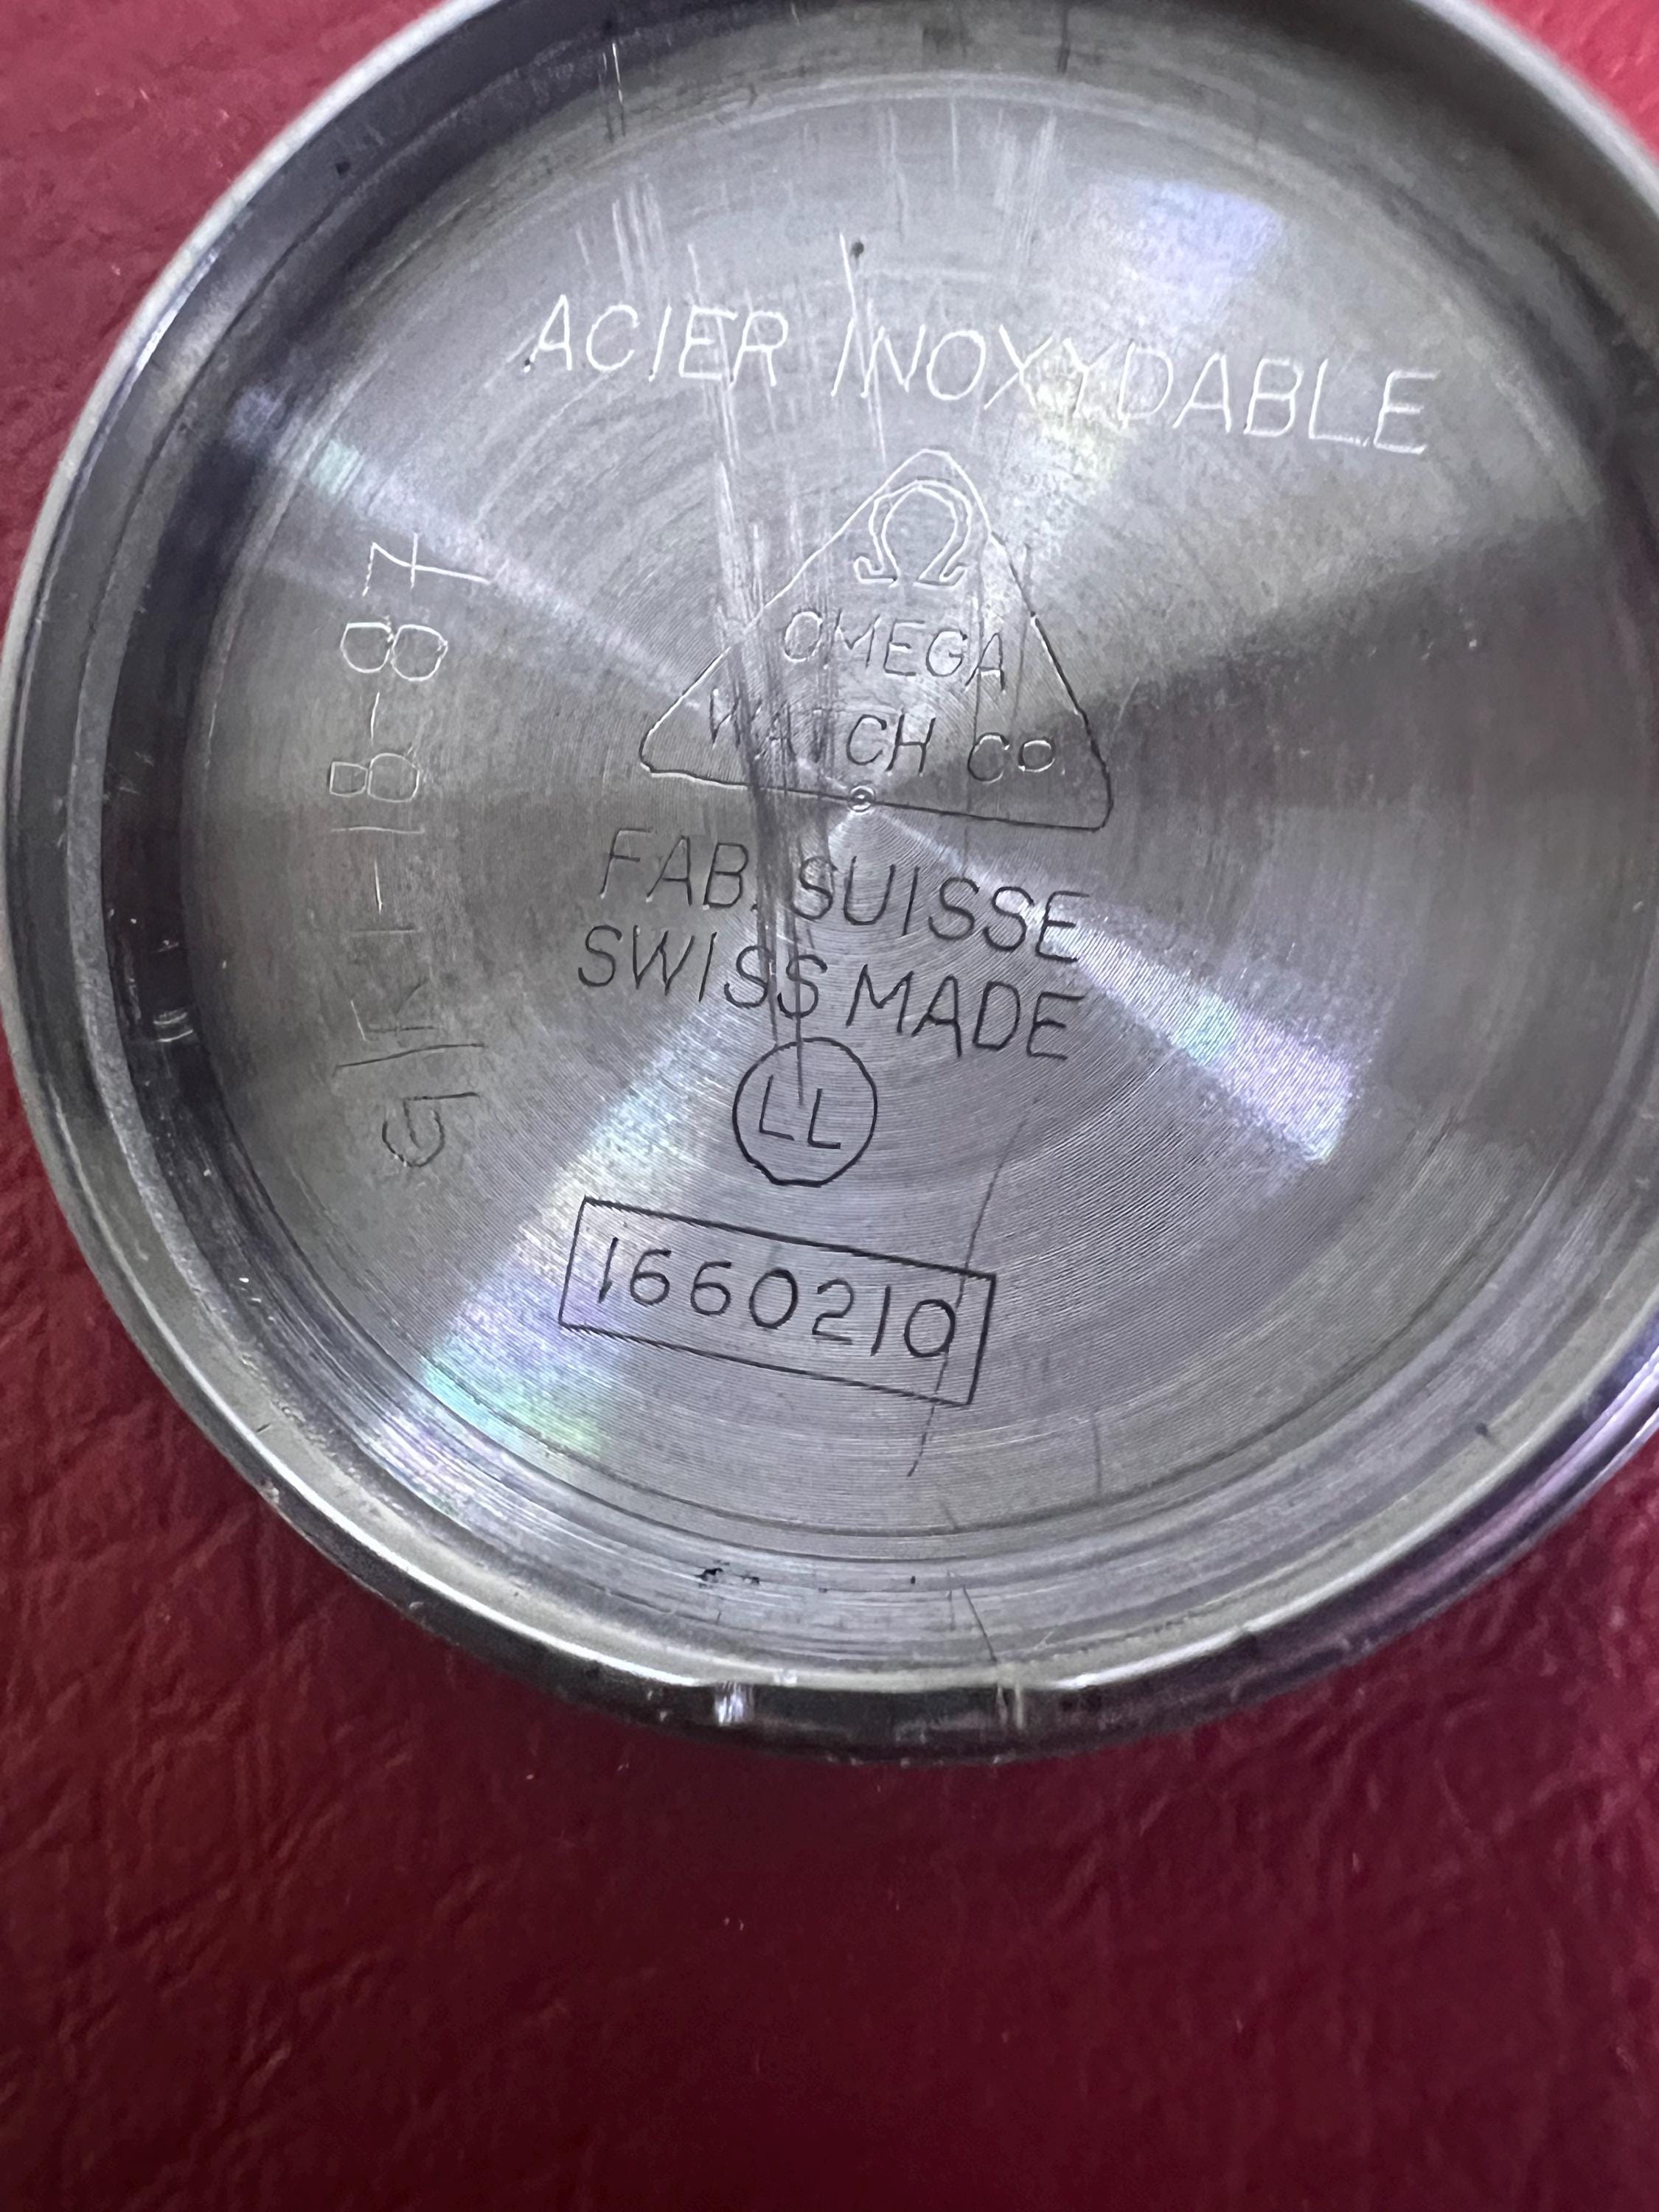 ACIER INOXYDABLE
Ω
OMEGA
WATCH Co
FAB. SUISSE
SWISS MADE
LL
1660210